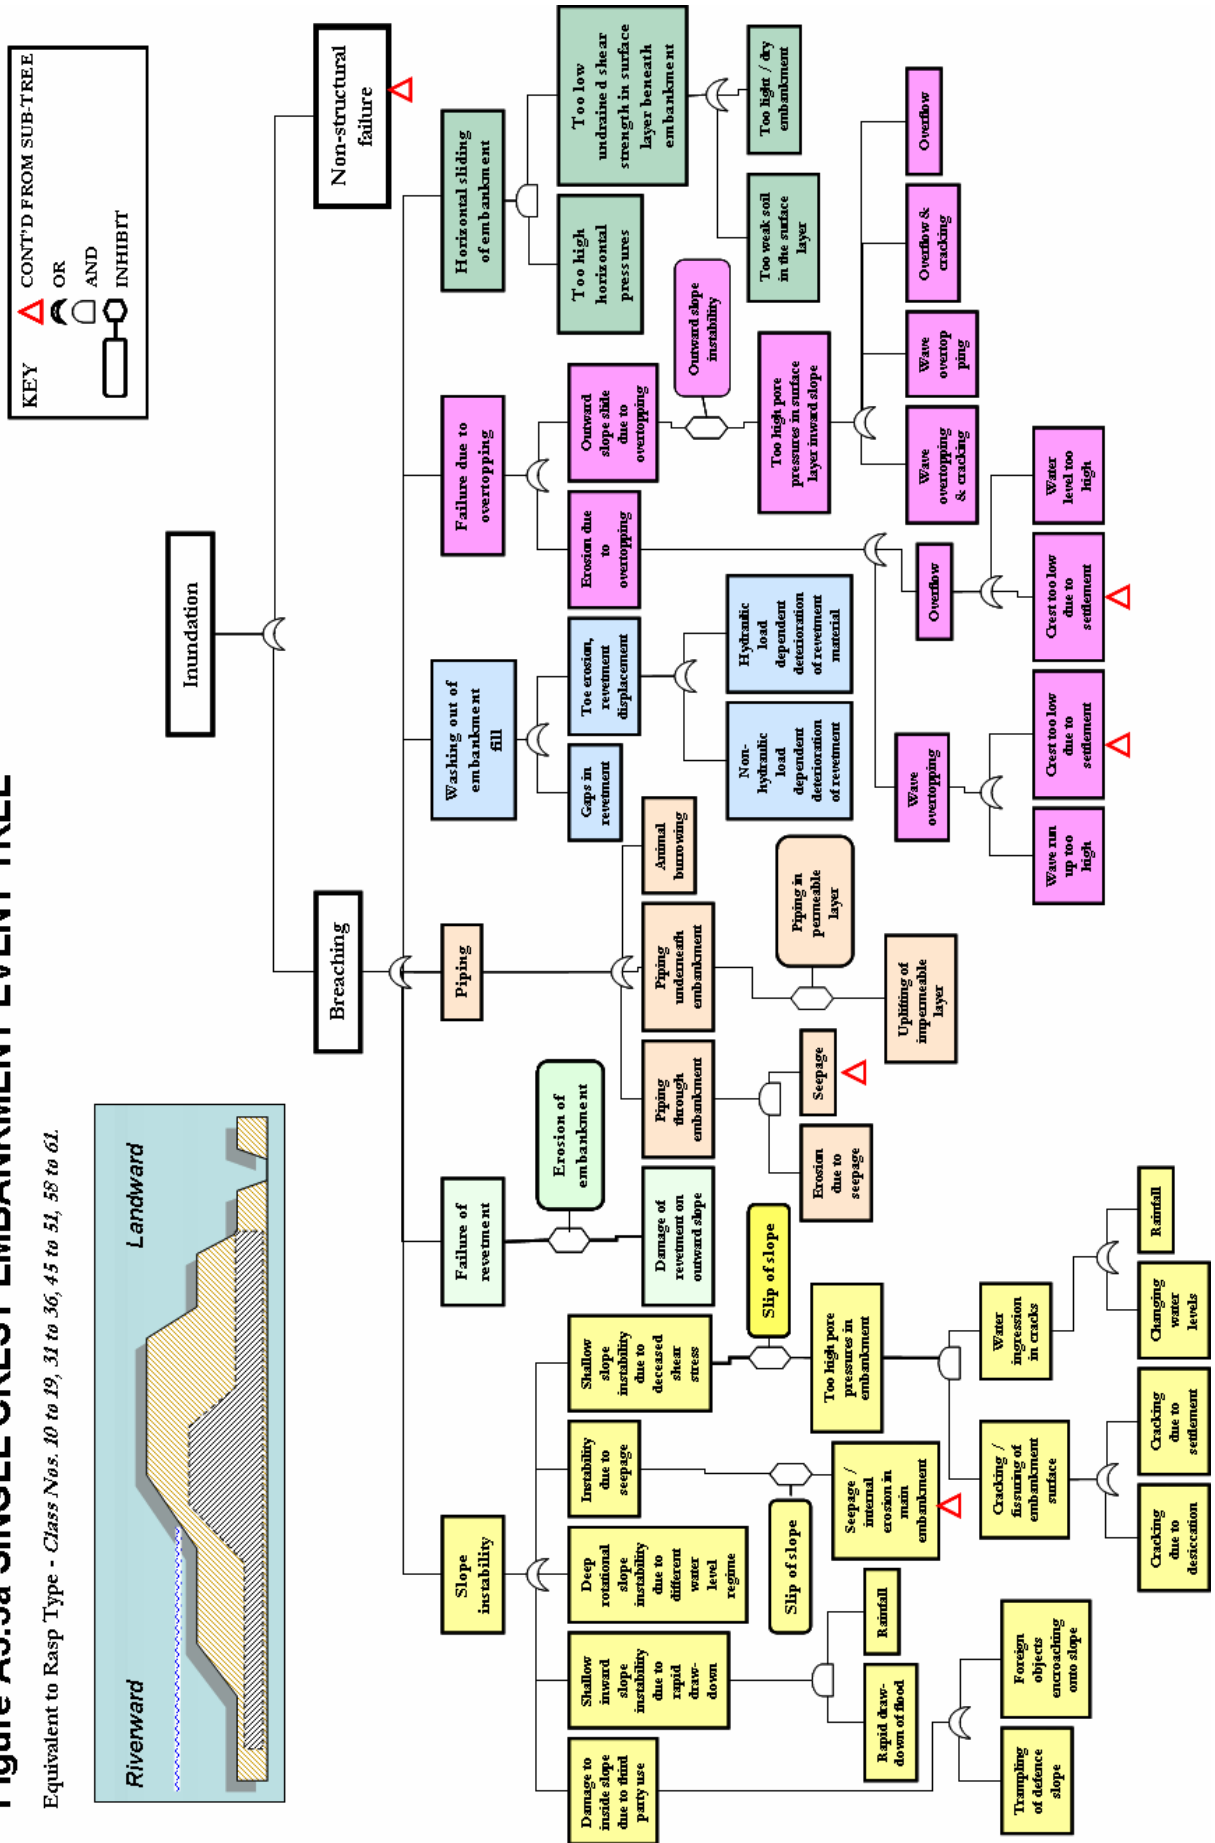 Figure A5.3a SINGLE CREST EMBANKMENT EVENT TREE
Equivalent to Rasp Type - Class Nos. 10 to 19, 31 to 36, 45 to 51, 58 to 61.
Riverward
Landward
KEY
CONT'D FROM SUB-TREE
OR
AND
INHIBIT
Inundation
Breaching
Non-structural
failure
Slope
instability
Failure of
revetment
Piping
Washing out of
embankment
fill
Failure due to
overtopping
Horizontal sliding
of embankment
Damage to
inside slope
due to third
party use
Shallow
inward
slope
instability
due to
rapid
draw-
down
Deep
rotational
slope
instability
due to
different
water
level
regime
Instability
due to
seepage
Shallow
slope
instability
due to
deceased
shear
stress
Erosion of
embankment
Damage of
revetment on
outward slope
Piping
through
embankment
Piping
underneath
embankment
Animal
burrowing
Gaps in
revetment
Toe erosion,
revetment
displacement
Erosion due
to
overtopping
Outward
slope slide
due to
overtopping
Too high
horizontal
pressures
Too low
undrained shear
strength in surface
layer beneath
embankment
Outward slope
instability
Slip of slope
Slip of slope
Erosion
due to
seepage
Seepage
Piping in
permeable
layer
Non-
hydraulic
load
dependent
deterioration
of revetment
Hydraulic
load
dependent
deterioration
of revetment
material
Too high pore
pressures in surface
layer inward slope
Too weak soil
in the surface
layer
Too light / dry
embankment
Rapid draw-
down of flood
Rainfall
Seepage /
internal
erosion in
main
embankment
Too high pore
pressures in
embankment
Uplifting of
impermeable
layer
Wave
overtopping
Overflow
Wave
overtopping
& cracking
Wave
overtop
ping
Overflow &
cracking
Overflow
Trampling
of defence
slope
Foreign
objects
encroaching
onto slope
Cracking /
fissuring of
embankment
surface
Water
ingression
in cracks
Wave run
up too
high
Crest too low
due to
settlement
Crest too low
due to
settlement
Water
level too
high
Cracking
due to
desiccation
Cracking
due to
settlement
Changing
water
levels
Rainfall